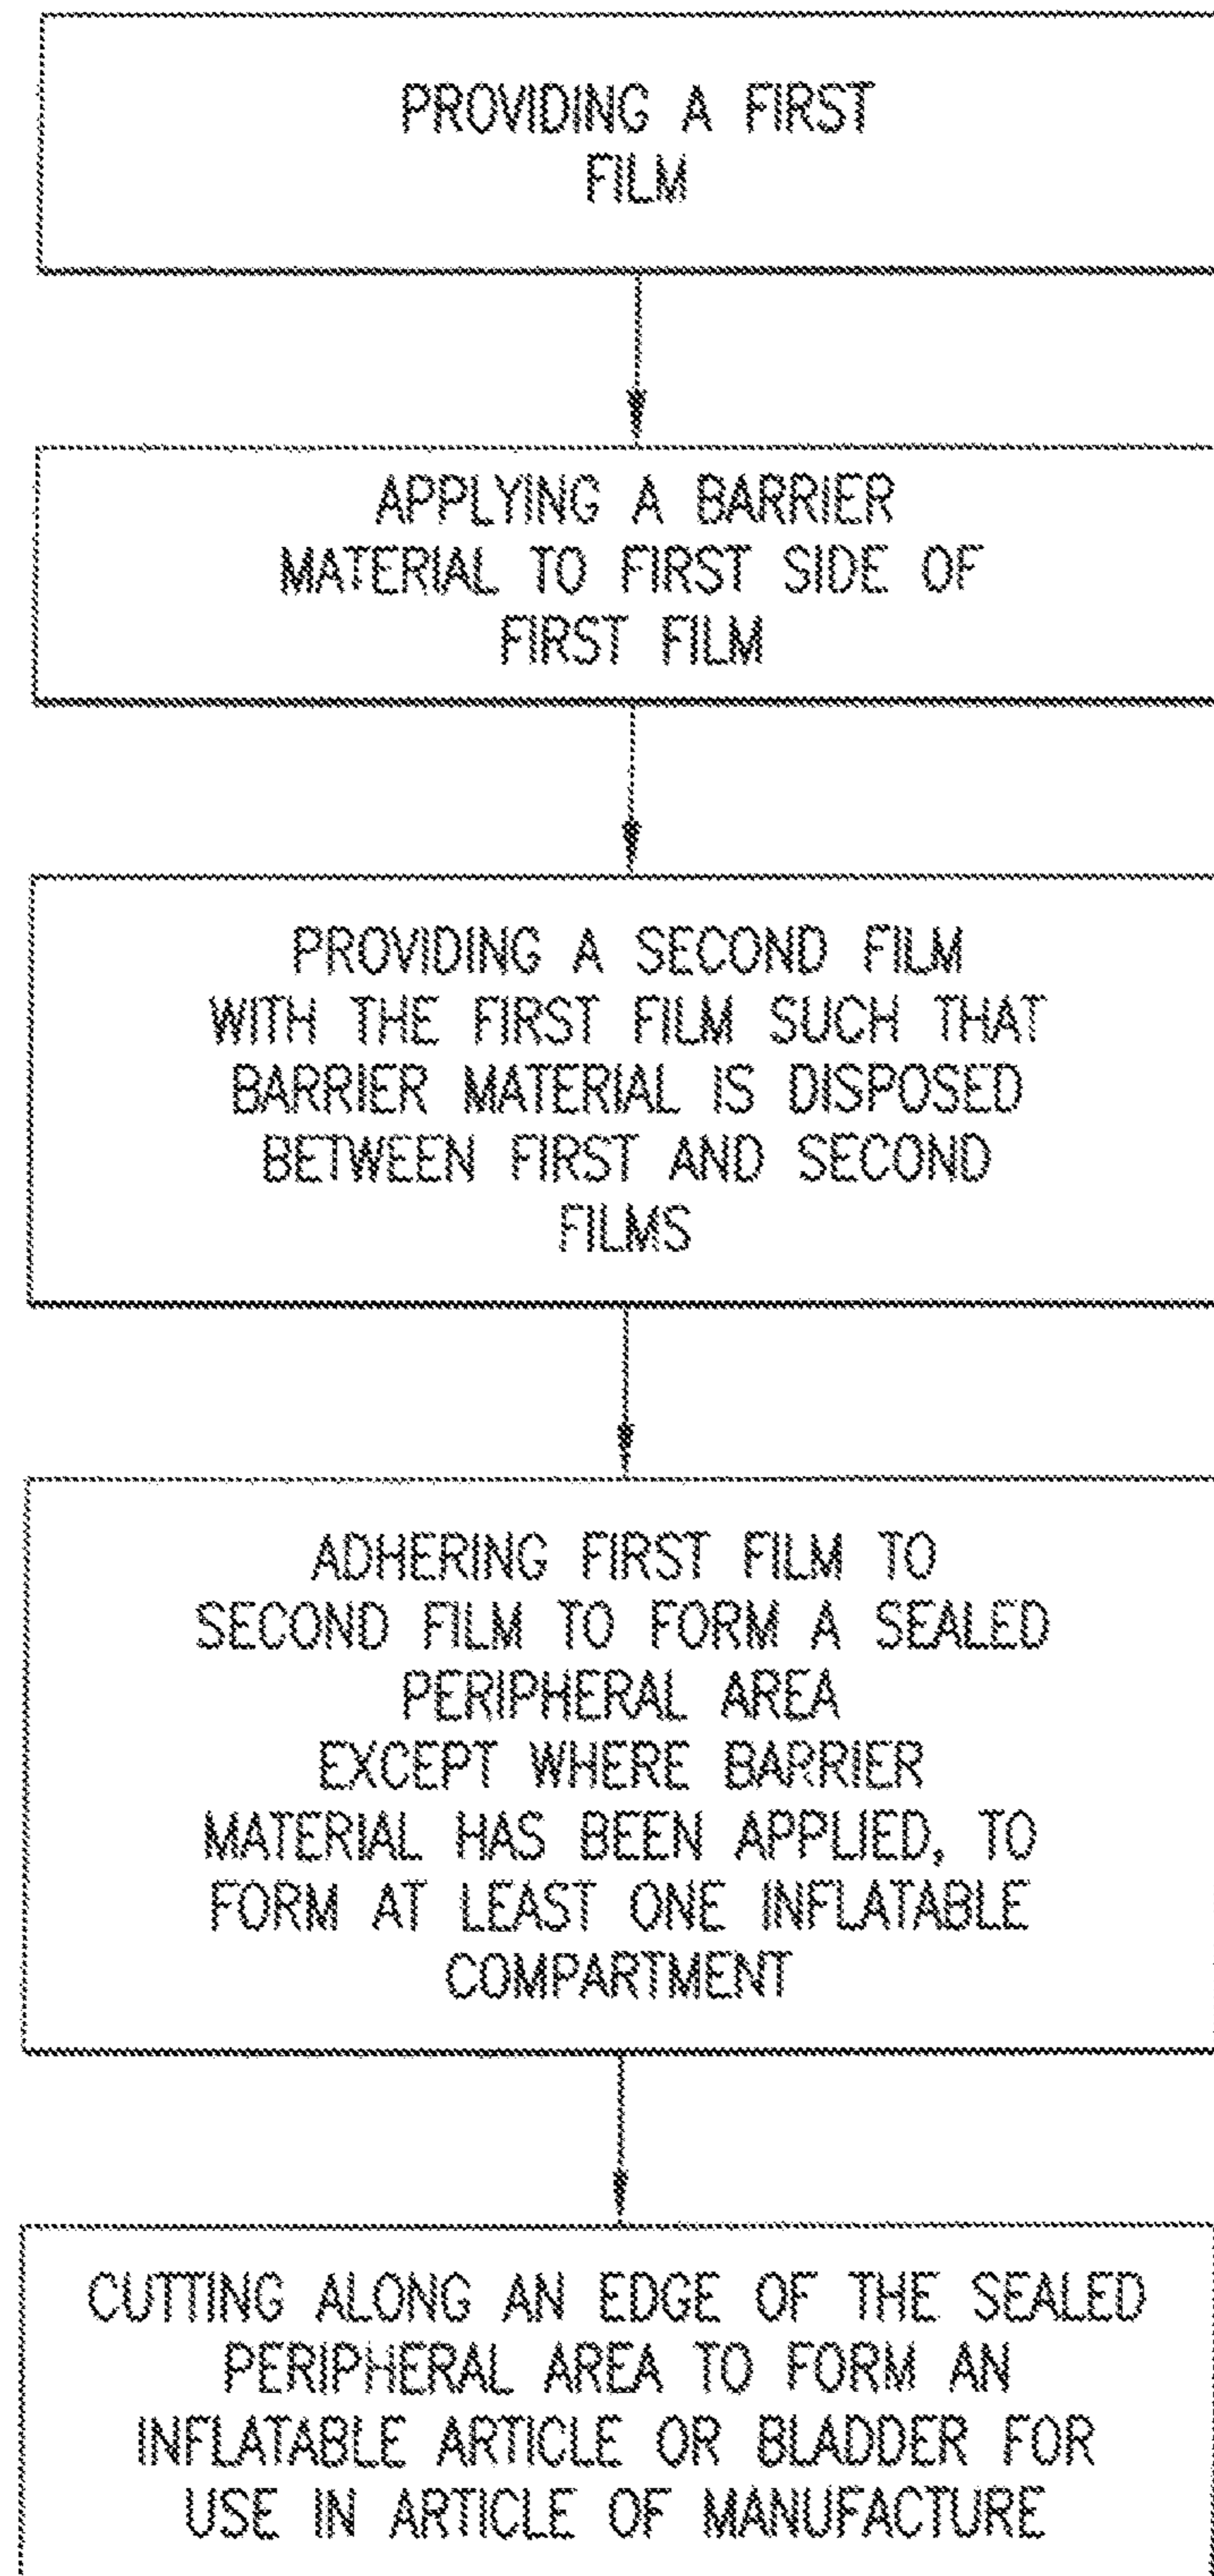 PROVIDING A FIRST
FILM
APPLYING A BARRIER
MATERIAL TO FIRST SIDE OF
FIRST FILM
PROVIDING A SECOND FILM
WITH THE FIRST FILM SUCH THAT
BARRIER MATERIAL IS DISPOSED
BETWEEN FIRST AND SECOND
FILMS
ADHERING FIRST FILM TO
SECOND FILM TO FORM A SEALED
PERIPHERAL AREA
EXCEPT WHERE BARRIER
MATERIAL HAS BEEN APPLIED, TO
FORM AT LEAST ONE INFLATABLE
COMPARTMENT
CUTTING ALONG AN EDGE OF THE SEALED
PERIPHERAL AREA TO FORM AN
INFLATABLE ARTICLE OR BLADDER FOR
USE IN ARTICLE OF MANUFACTURE